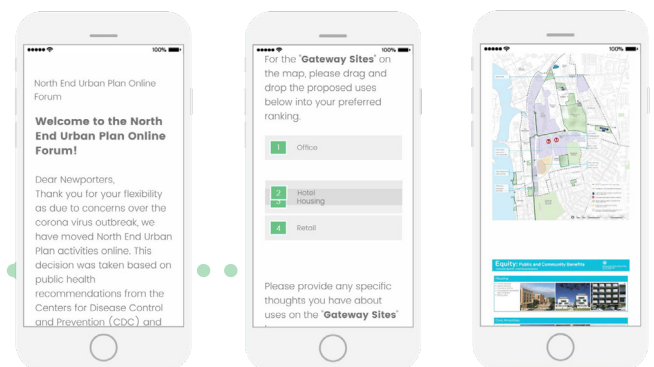 100%
North End Urban Plan Online
Forum
Welcome to the North
End Urban Plan Online
Forum!
Dear Newporters,
Thank you for your flexibility
as due to concerns over the
corona virus outbreak, we
have moved North End Urban
Plan activities online. This
decision was taken based on
public health
recommendations from the
Centers for Disease Control
and Prevention (CDC) and
100%
For the "Gateway Sites" on
the map, please drag and
drop the proposed uses
below into your preferred
ranking.
1 Office
2 Hotel
3 Housing
4 Retail
Please provide any specific
thoughts you have about
uses on the "Gateway Sites"
100%
Equity: Public and Community Benefits
Housing